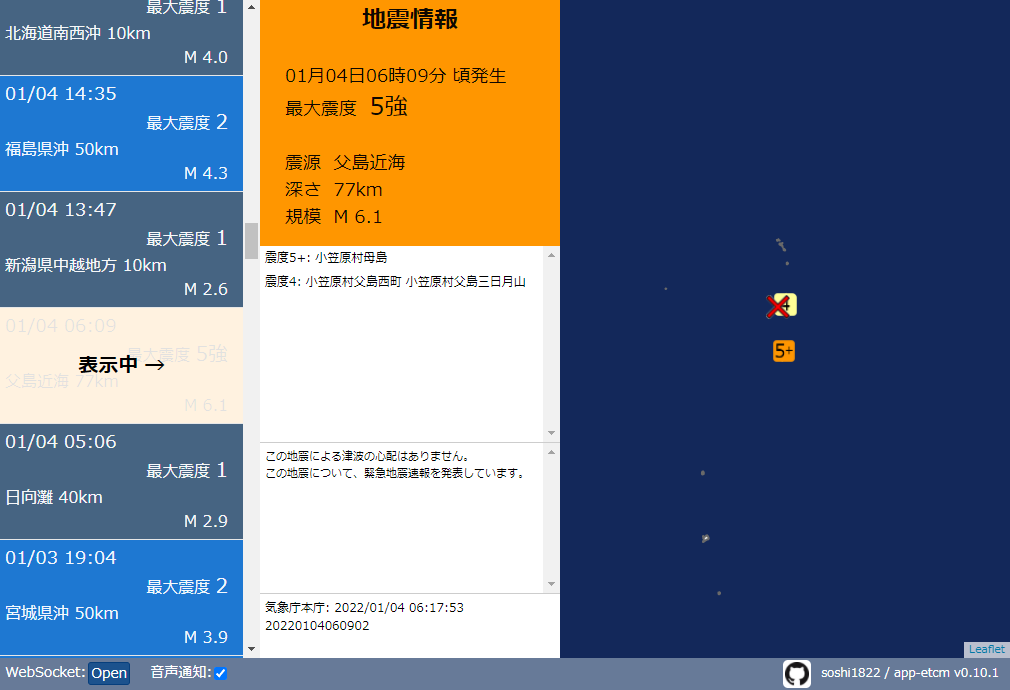 最大震度 1
北海道南西沖 10km
M 4.0
01/04 14:35
最大震度 2
福島県沖 50km
M 4.3
01/04 13:47
最大震度 1
新潟県中越地方 10km
M 2.6
01/04 06:09
最大震度 5強
表示中 →
父島近海 77km
M 6.1
01/04 05:06
最大震度 1
日向灘 40km
M 2.9
01/03 19:04
最大震度 2
宮城県沖 50km
M 3.9
地震情報
01月04日06時09分 頃発生
最大震度 5強
震源 父島近海
深さ 77km
規模 M 6.1
震度5+: 小笠原村母島
震度4: 小笠原村父島西町 小笠原村父島三日月山
この地震による津波の心配はありません。
この地震について、緊急地震速報を発表しています。
気象庁本庁: 2022/01/04 06:17:53
20220104060902
4
5+
Leaflet
WebSocket: Open 音声通知:
soshi1822 / app-etcm v0.10.1